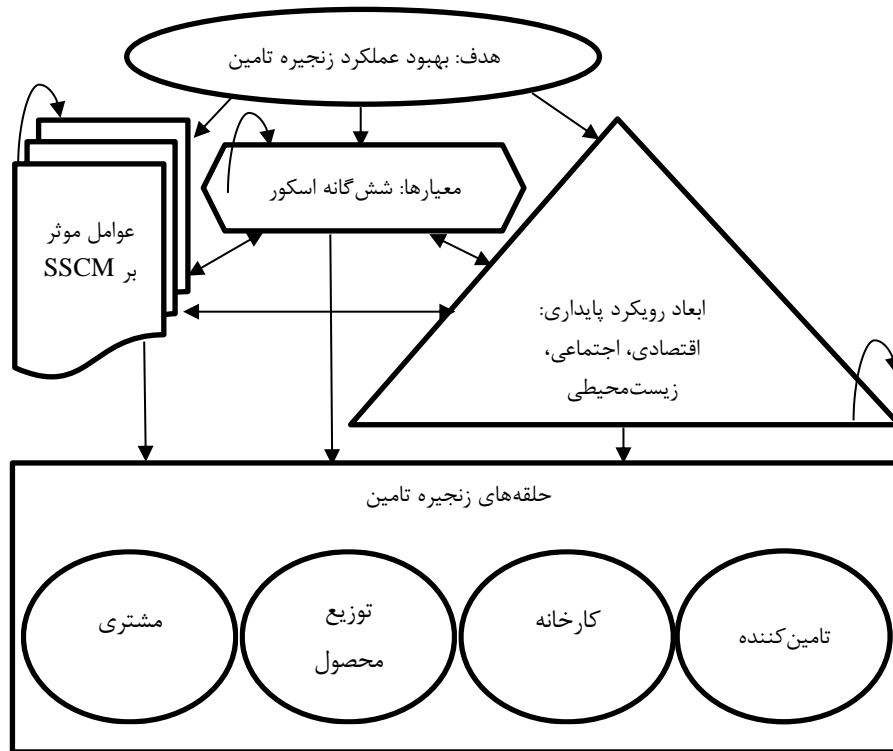 هدف: بهبود عملکرد زنجیره تامین
معیارها: شش‌گانه اسکور
عوامل موثر
بر SSCM
ابعاد رویکرد پایداری:
اقتصادی، اجتماعی،
زیست‌محیطی
حلقه‌های زنجیره تامین
تامین‌کننده
کارخانه
توزیع
محصول
مشتری